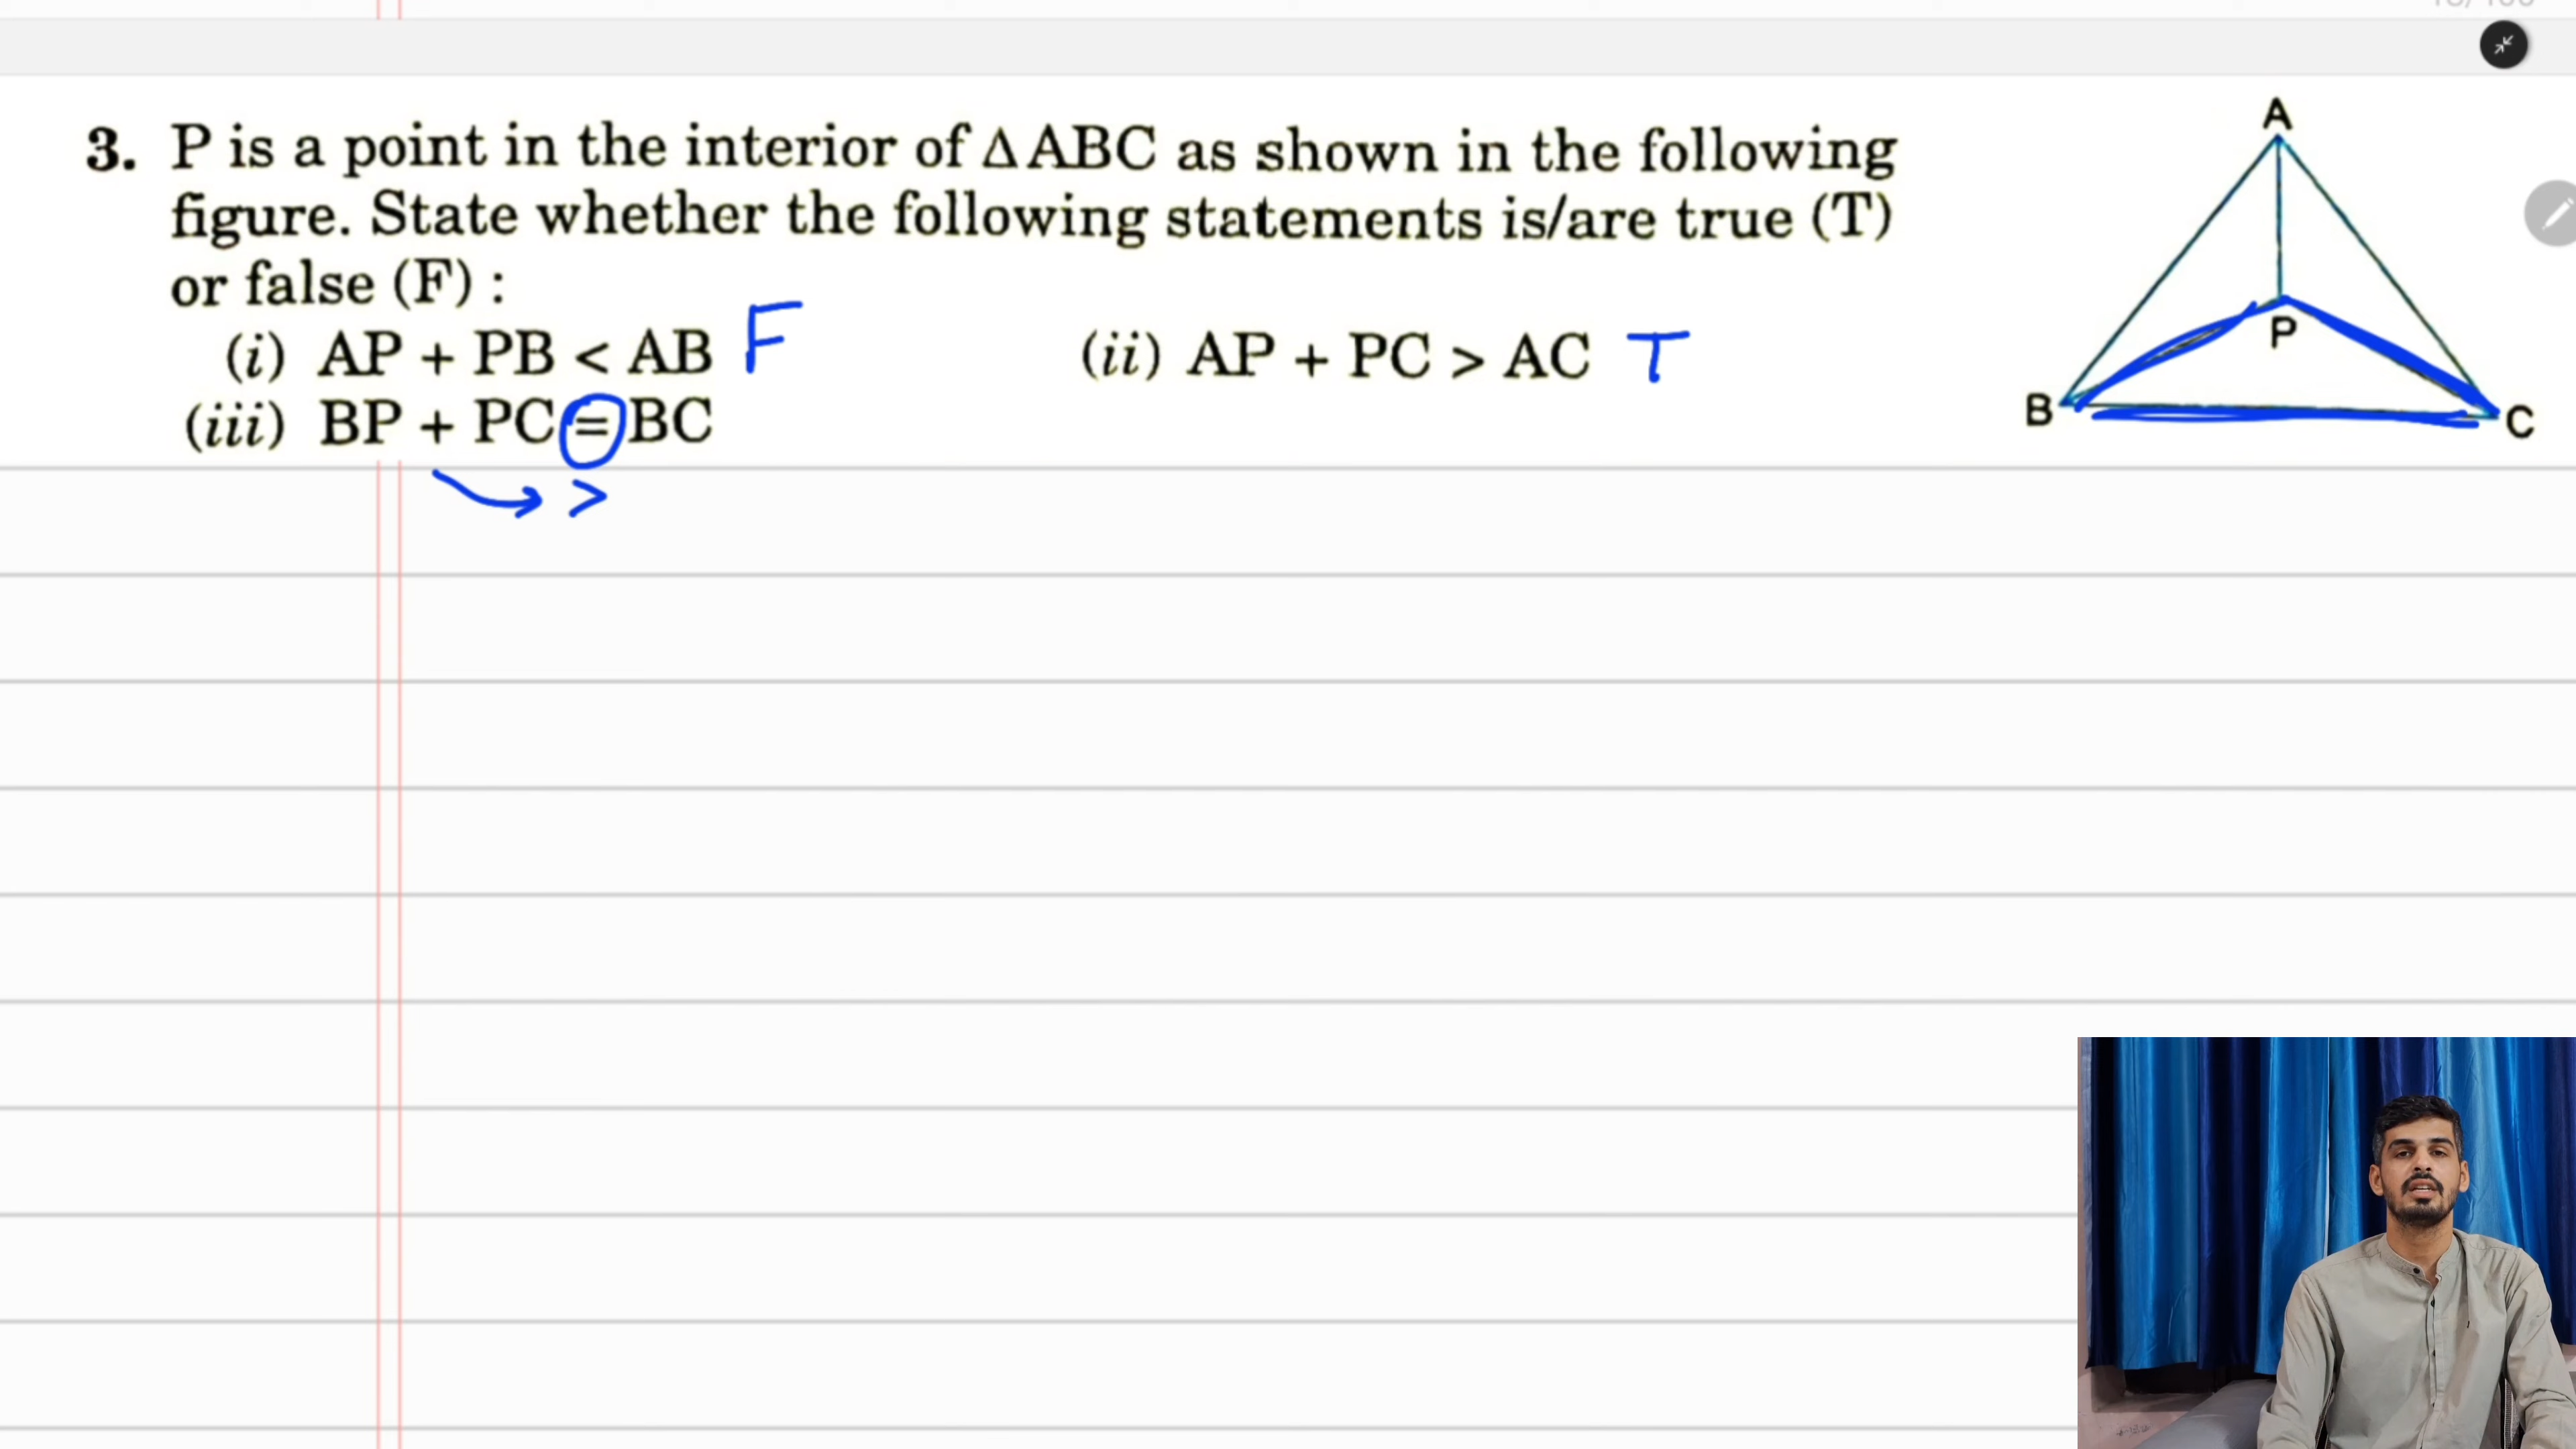 3. P is a point in the interior of Δ ABC as shown in the following
figure. State whether the following statements is/are true (T)
or false (F) :
(i) AP + PB < AB F
(ii) AP + PC > AC T
(iii) BP + PC = BC
>
A
P
B
C